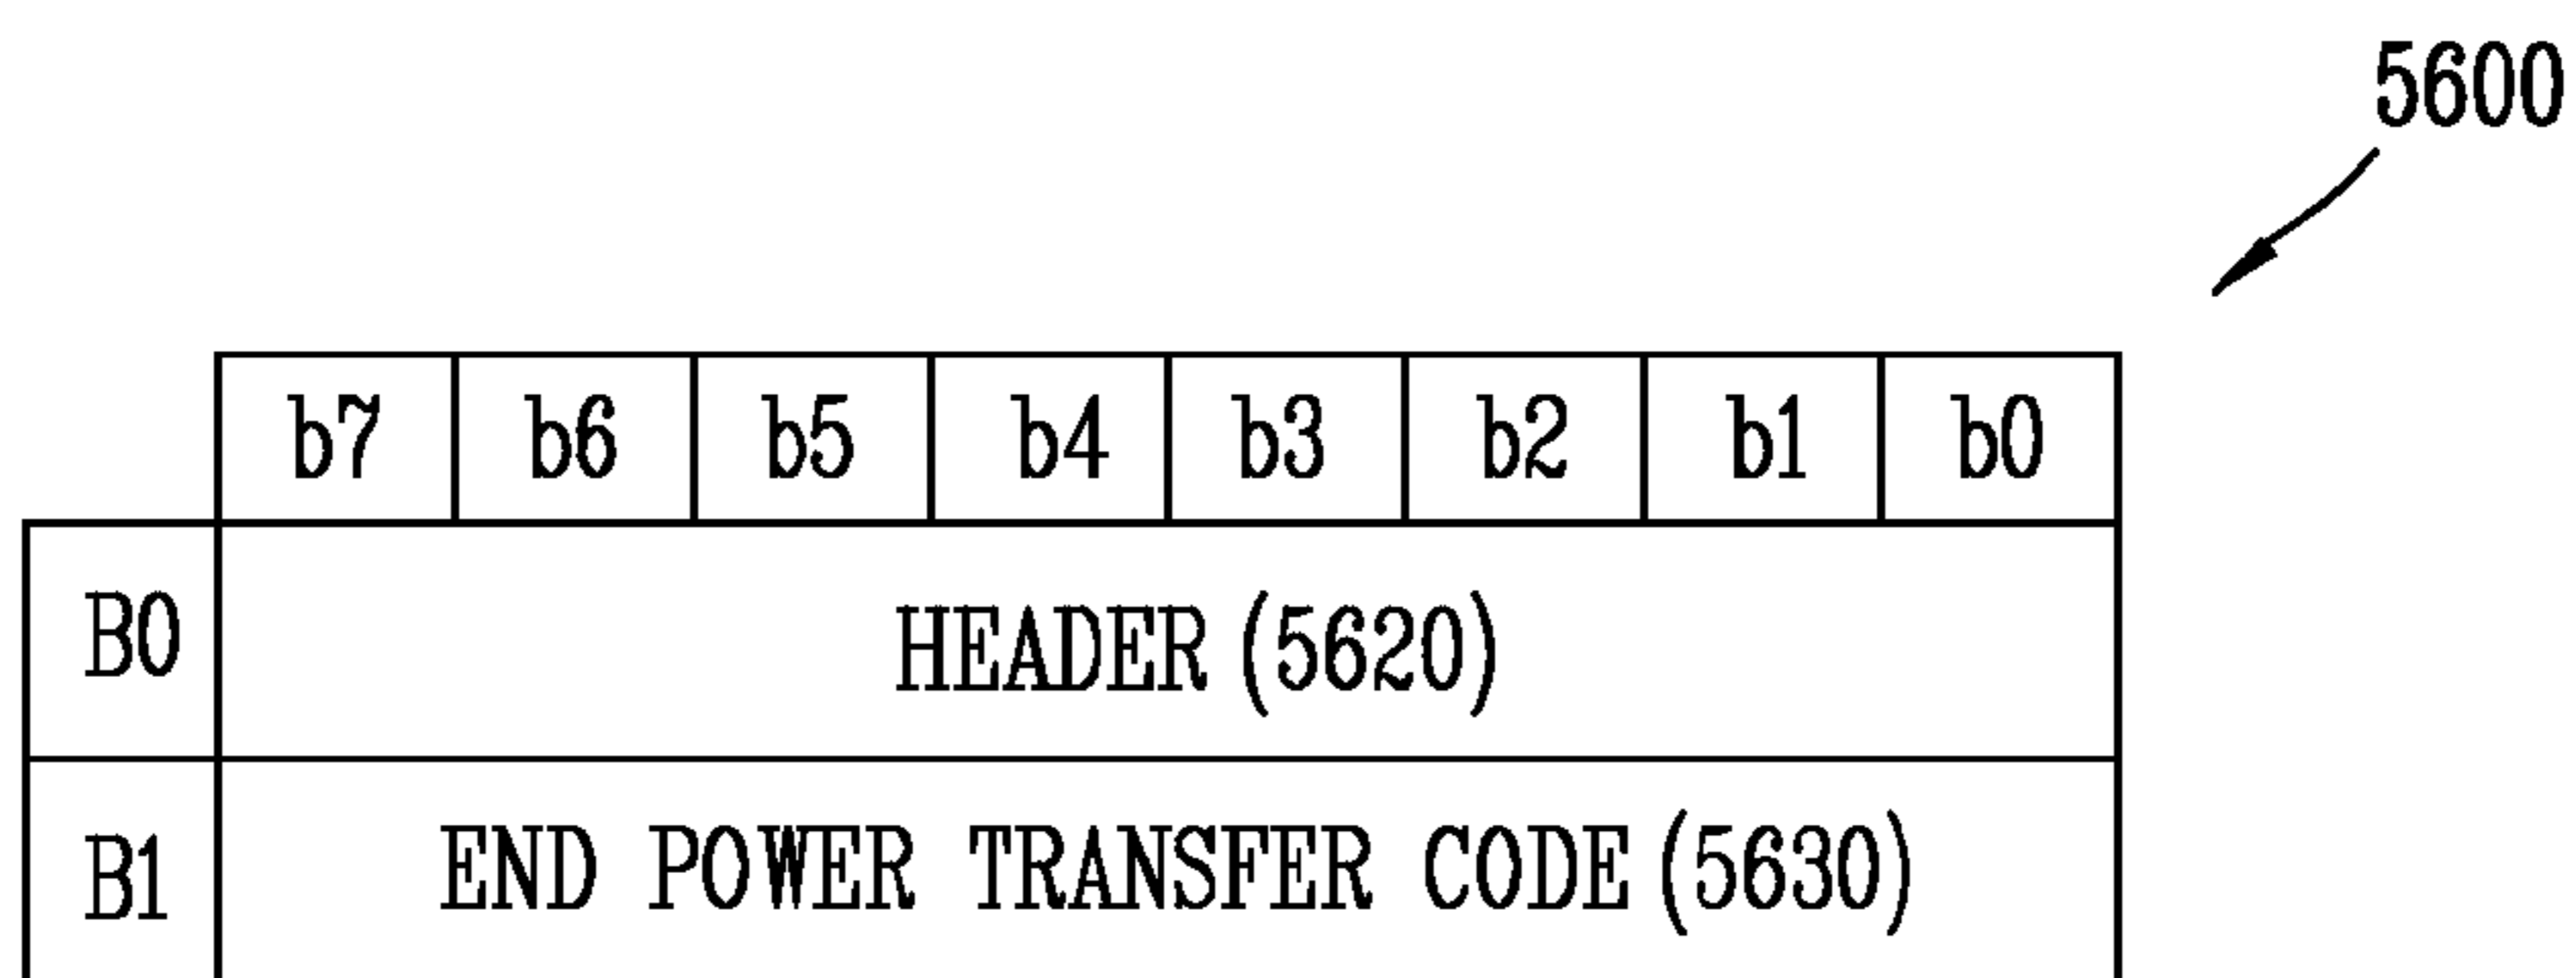 5600
b7 b6 b5 b4 b3 b2 b1 b0
B0 HEADER (5620)
B1 END POWER TRANSFER CODE (5630)